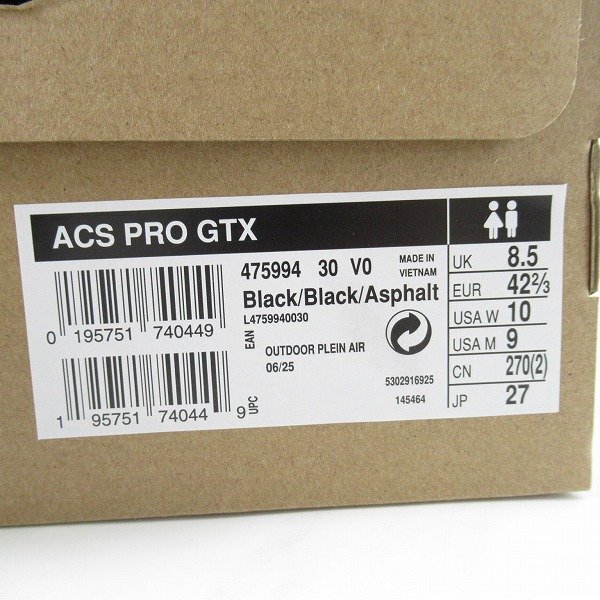 ACS PRO GTX
475994 30 V0
MADE IN
VIETNAM
Black/Black/Asphalt
L4759940030
0 195751 740449
EAN
OUTDOOR PLEIN AIR
06/25
5302916925
145464
1 95751 74044 9
UPC
UK 8.5
EUR 42⅔
USA W 10
USA M 9
CN 270(2)
JP 27